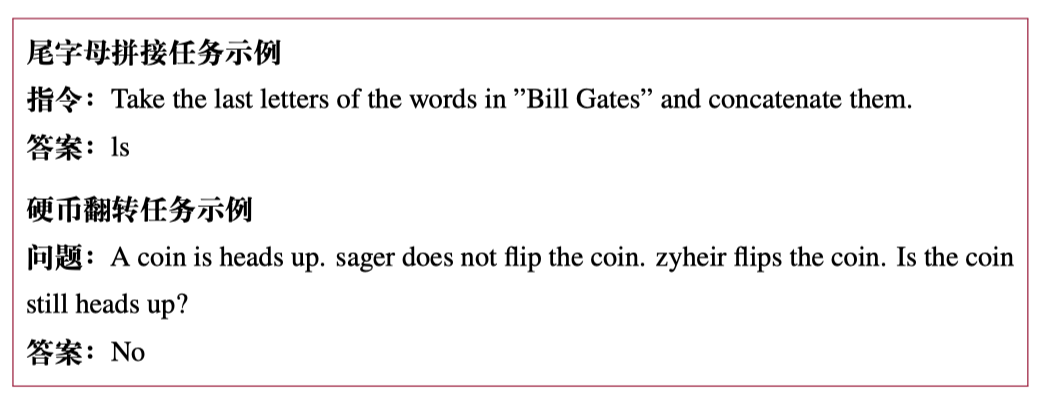 尾字母拼接任务示例
指令：Take the last letters of the words in ”Bill Gates” and concatenate them.
答案：ls
硬币翻转任务示例
问题：A coin is heads up. sager does not flip the coin. zyheir flips the coin. Is the coin
still heads up?
答案：No